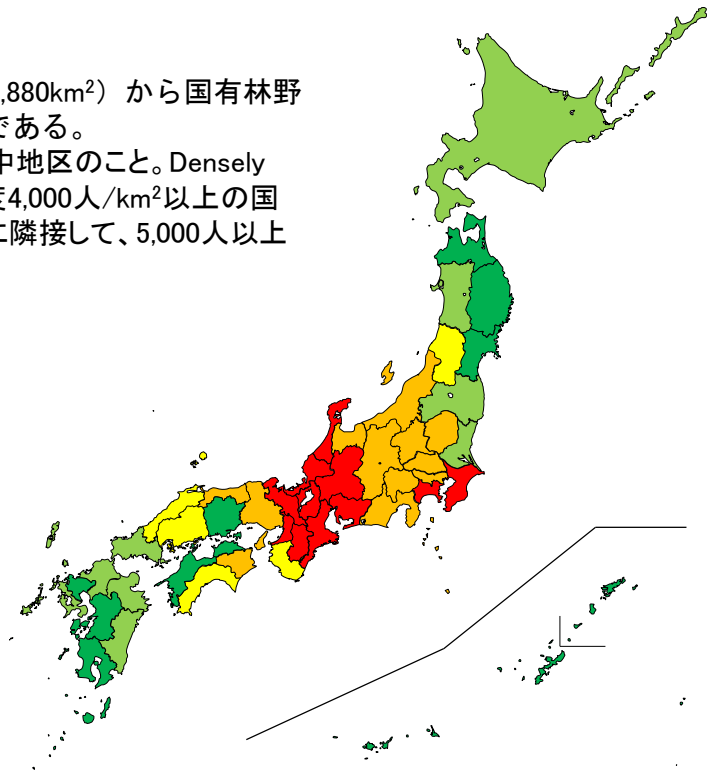 ,880km²）から国有林野
である。
中地区のこと。Densely
度4,000人/km²以上の国
に隣接して、5,000人以上